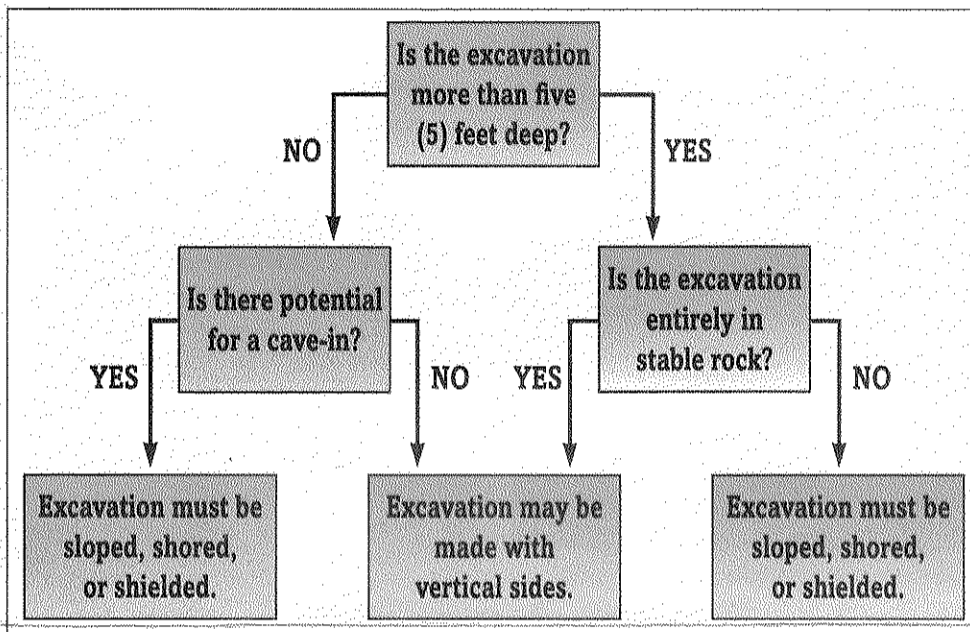 Is the excavation
more than five
(5) feet deep?
NO
YES
Is there potential
for a cave-in?
Is the excavation
entirely in
stable rock?
YES
NO
YES
NO
Excavation must be
sloped, shored,
or shielded.
Excavation may be
made with
vertical sides.
Excavation must be
sloped, shored,
or shielded.